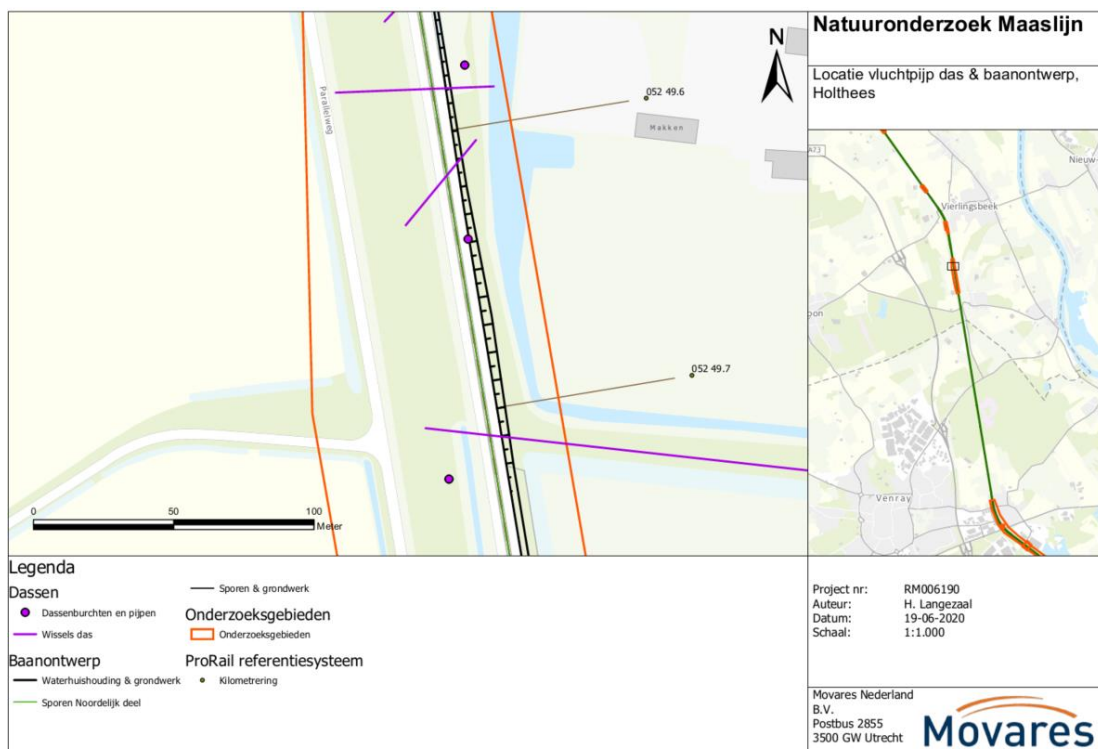 Natuuronderzoek Maaslijn
Locatie vluchtpijp das & baanontwerp,
Holthees
N
Parallelweg
052 49.6
Makken
052 49.7
0 50 100
Meter
A73
Nieuw-
Vierlingsbeek
oon
Venray
Legenda
Dassen
Dassenburchten en pijpen
Wissels das
Baanontwerp
Waterhuishouding & grondwerk
Sporen Noordelijk deel
Sporen & grondwerk
Onderzoeksgebieden
Onderzoeksgebieden
ProRail referentiesysteem
Kilometrering
Project nr: RM006190
Auteur: H. Langezaal
Datum: 19-06-2020
Schaal: 1:1.000
Movares Nederland
B.V.
Postbus 2855
3500 GW Utrecht
Movares